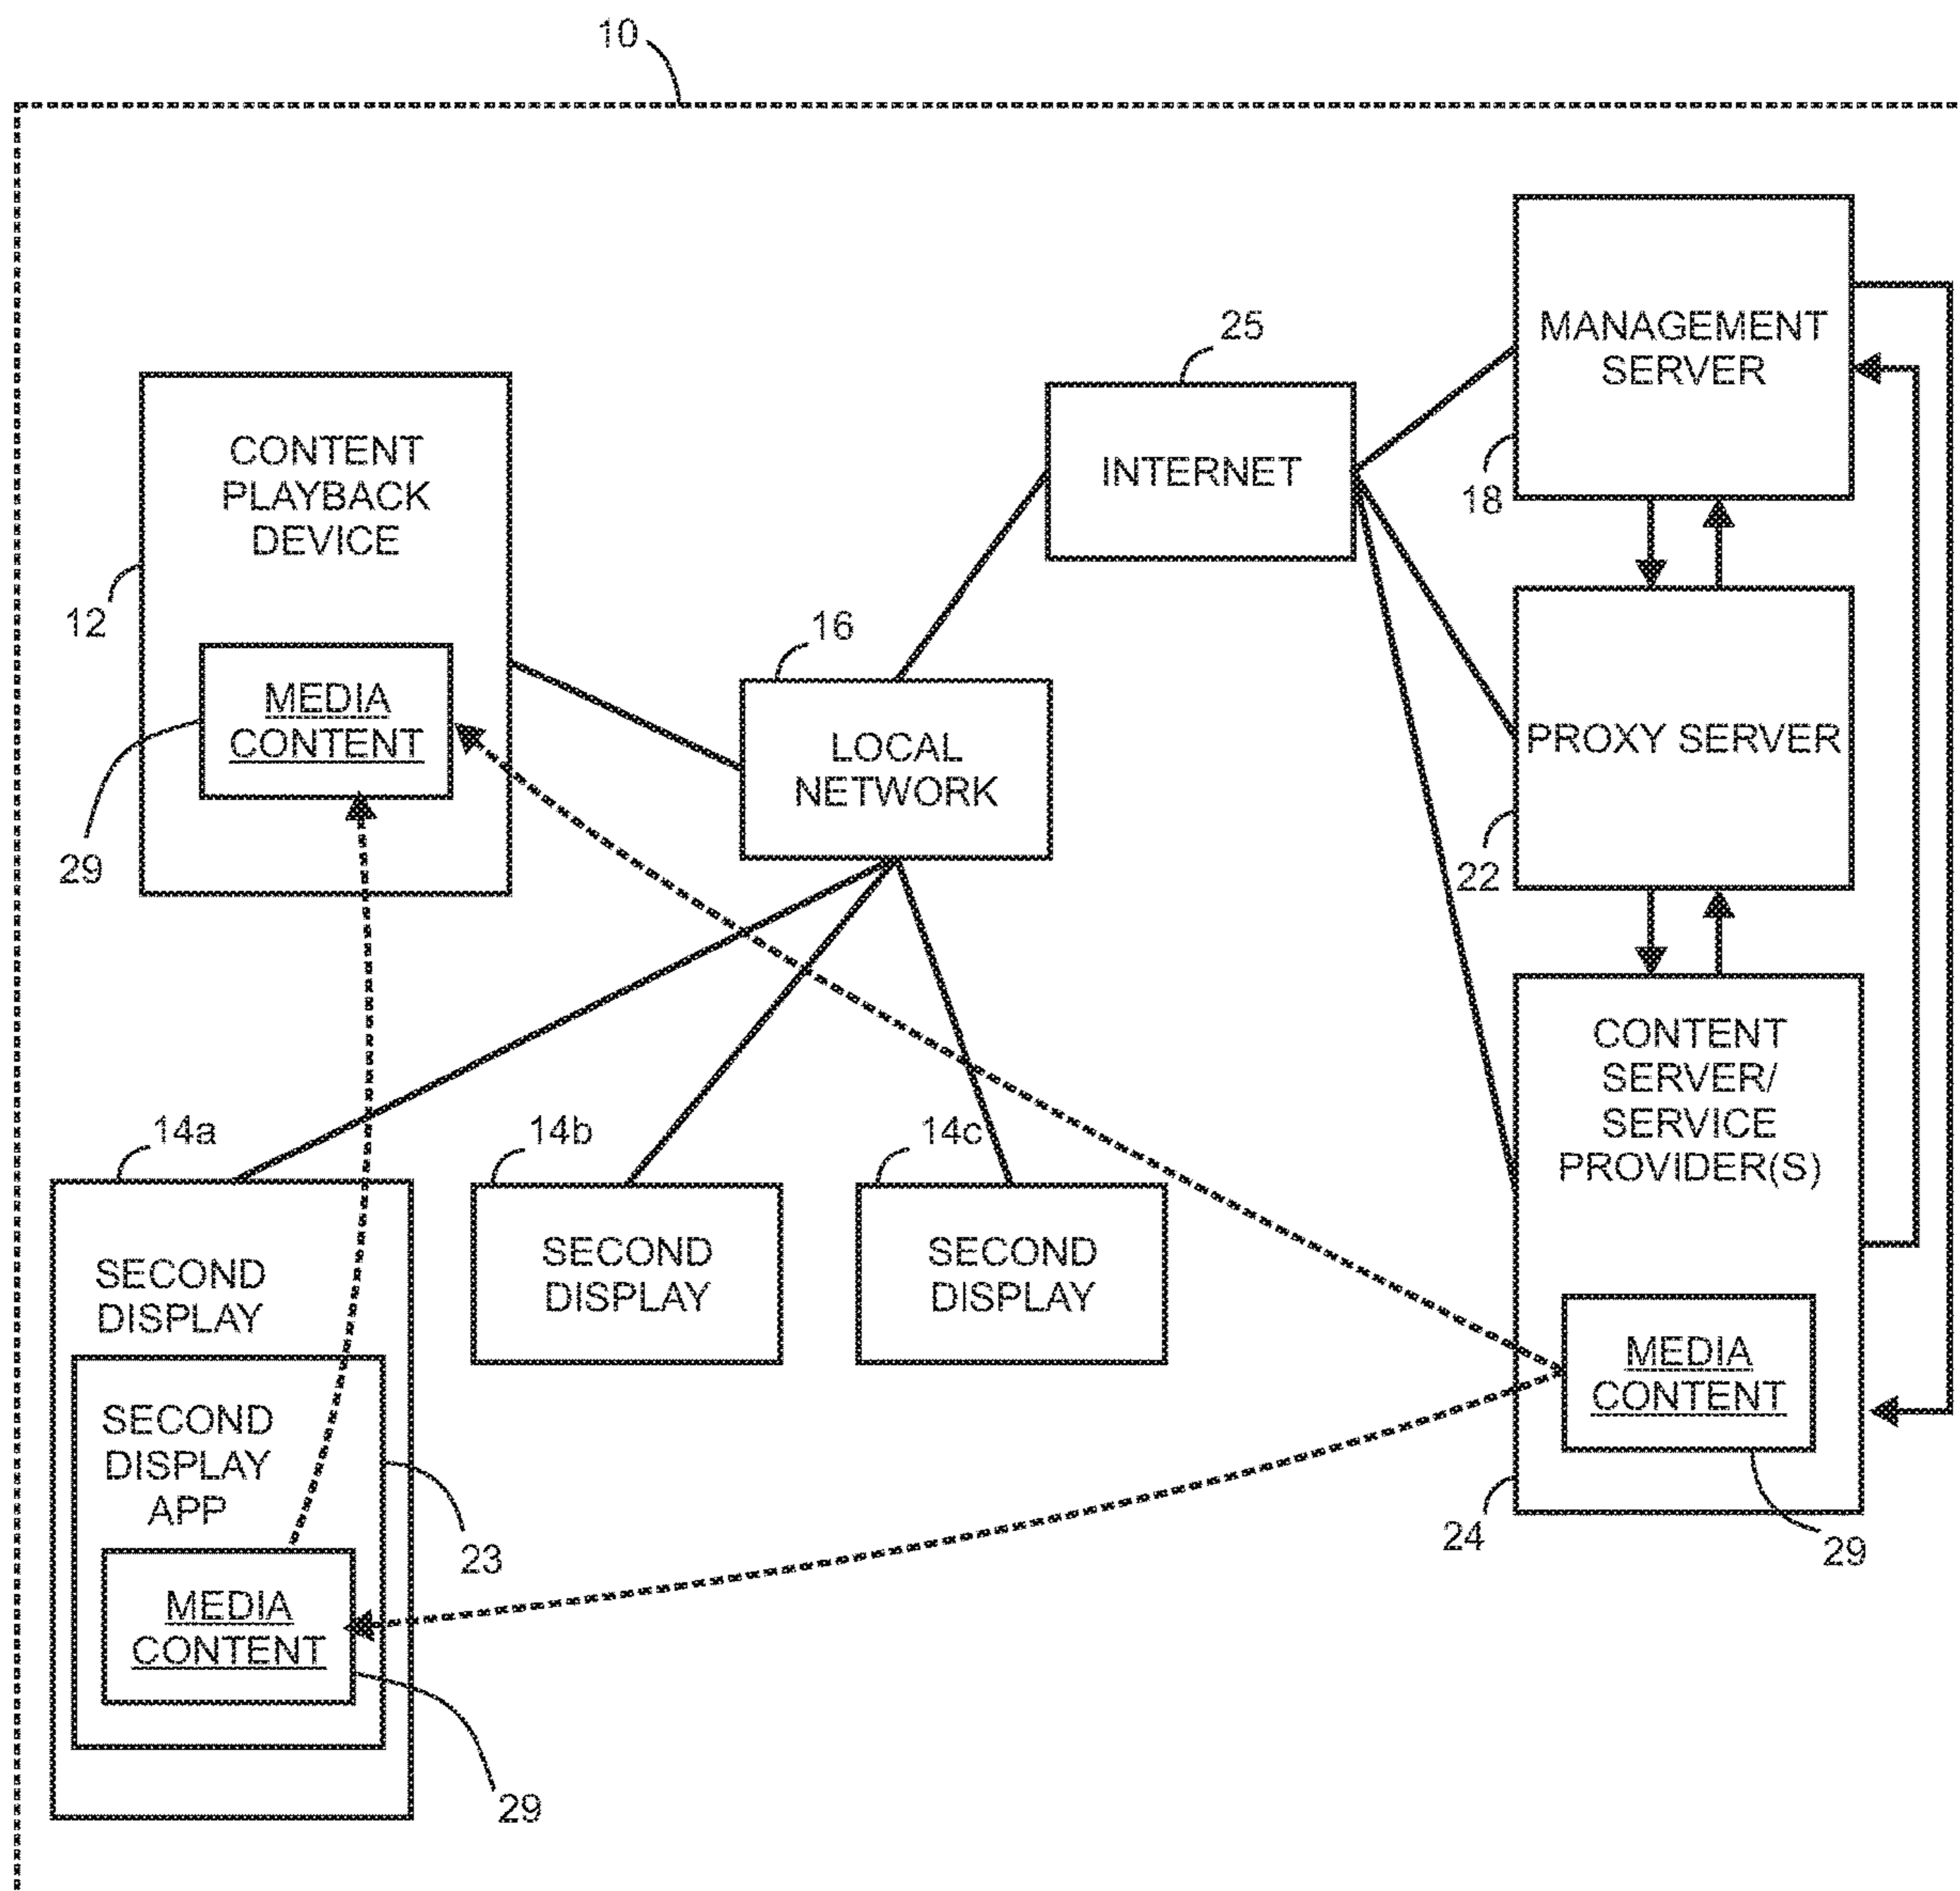 10
25
MANAGEMENT
SERVER
18
INTERNET
CONTENT
PLAYBACK
DEVICE
12
MEDIA
CONTENT
29
16
LOCAL
NETWORK
PROXY SERVER
22
CONTENT
SERVER/
SERVICE
PROVIDER(S)
MEDIA
CONTENT
24
29
14a
SECOND
DISPLAY
SECOND
DISPLAY
APP
23
MEDIA
CONTENT
29
14b
SECOND
DISPLAY
14c
SECOND
DISPLAY